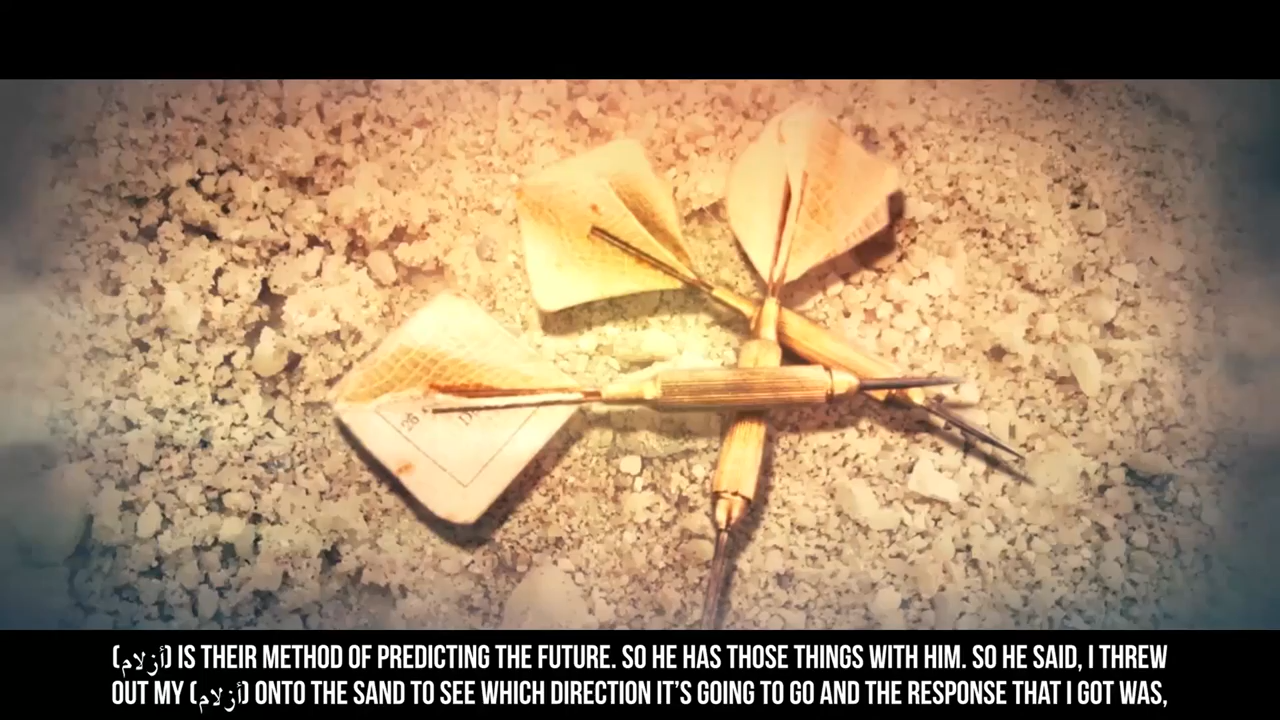 26
(أزلام) IS THEIR METHOD OF PREDICTING THE FUTURE. SO HE HAS THOSE THINGS WITH HIM. SO HE SAID, I THREW
OUT MY (أزلام) ONTO THE SAND TO SEE WHICH DIRECTION IT'S GOING TO GO AND THE RESPONSE THAT I GOT WAS,